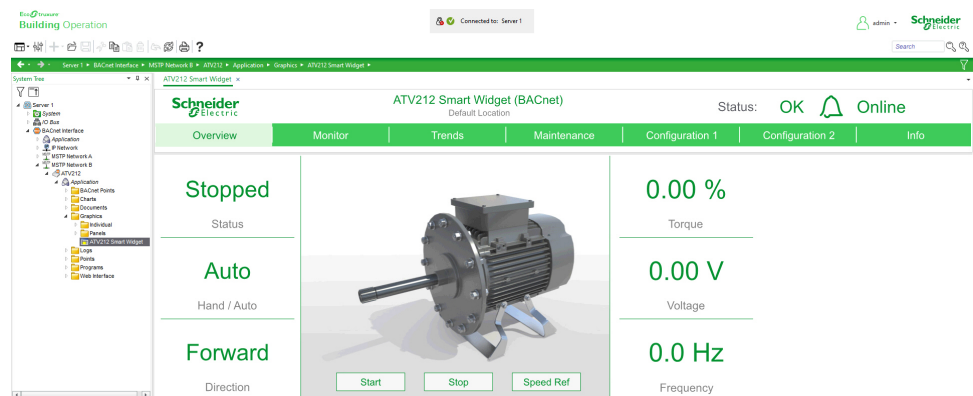 EcoStruxure
Building Operation
Connected to: Server 1
admin
Schneider
Electric
Search
Server 1 ▸ BACnet Interface ▸ MSTP Network B ▸ ATV212 ▸ Application ▸ Graphics ▸ ATV212 Smart Widget ▸
System Tree
ATV212 Smart Widget ×
Server 1
System
IO Bus
BACnet Interface
Application
IP Network
MSTP Network A
MSTP Network B
ATV212
Application
BACnet Points
Charts
Documents
Graphics
Individual
Panels
ATV212 Smart Widget
Logs
Points
Programs
Web Interface
Schneider
Electric
ATV212 Smart Widget (BACnet)
Default Location
Status: OK Online
Overview Monitor Trends Maintenance Configuration 1 Configuration 2 Info
Stopped
Status
Auto
Hand / Auto
Forward
Direction
Start Stop Speed Ref
0.00 %
Torque
0.00 V
Voltage
0.0 Hz
Frequency